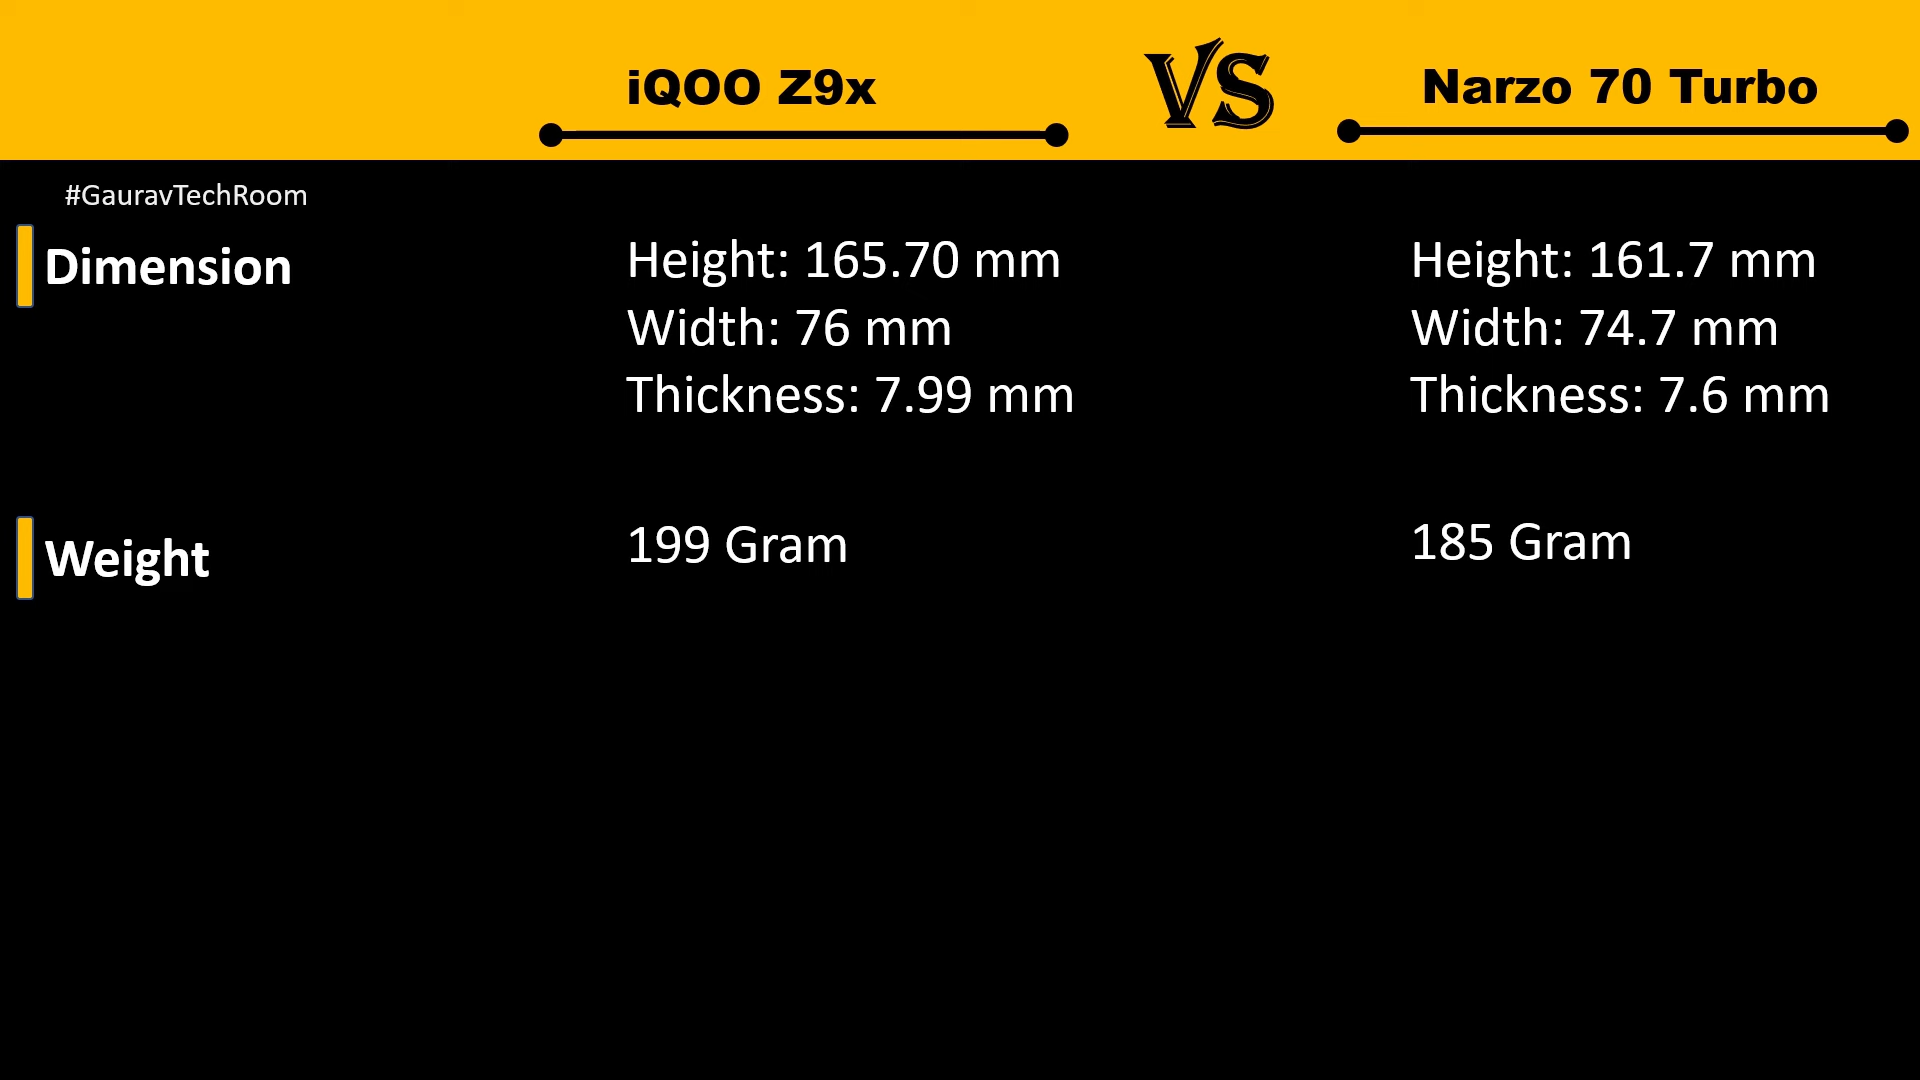 iQOO Z9x
VS
Narzo 70 Turbo
#GauravTechRoom
Dimension
Height: 165.70 mm
Width: 76 mm
Thickness: 7.99 mm
Height: 161.7 mm
Width: 74.7 mm
Thickness: 7.6 mm
Weight
199 Gram
185 Gram